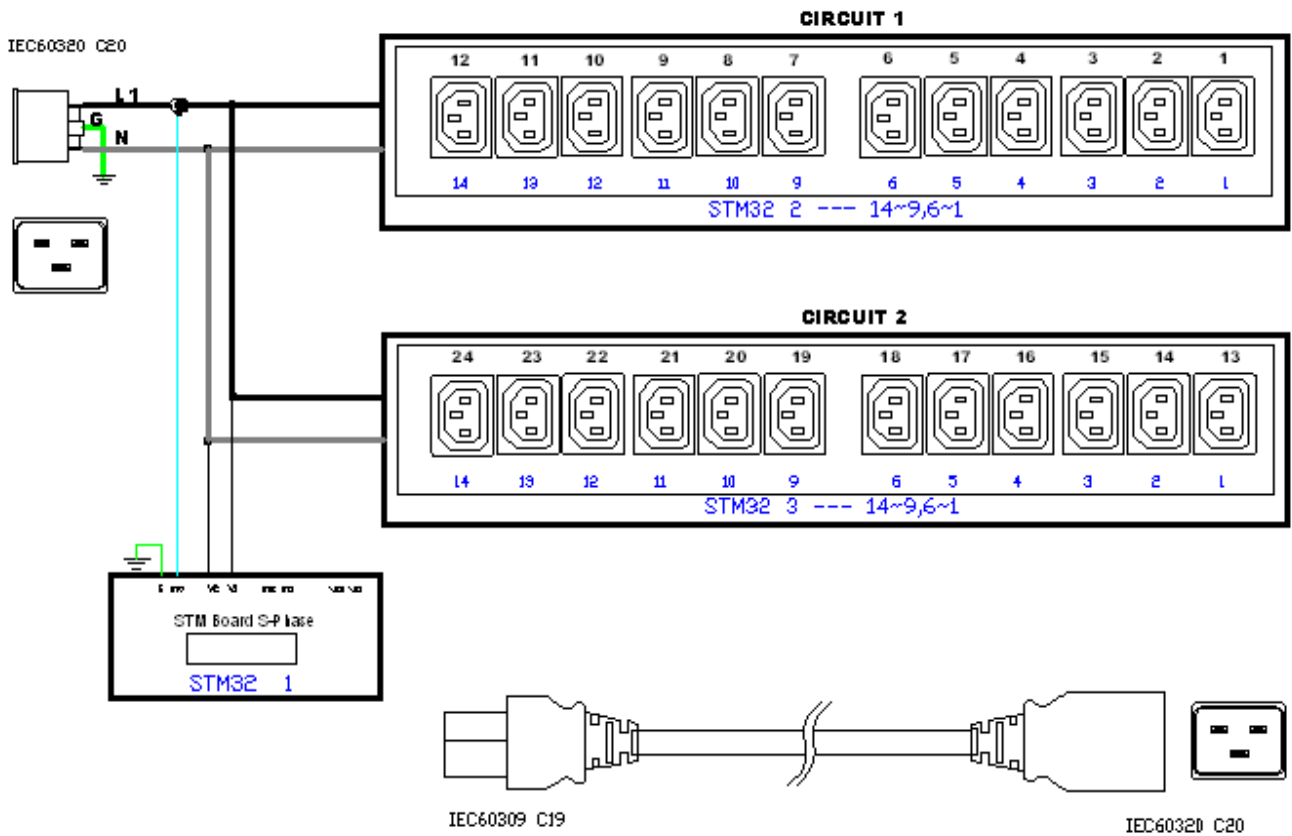 CIRCUIT 1
IEC60320 C20
12 11 10 9 8 7 6 5 4 3 2 1
L1
G
N
14 13 12 11 10 9 6 5 4 3 2 1
STM32 2 --- 14~9,6~1
CIRCUIT 2
24 23 22 21 20 19 18 17 16 15 14 13
14 13 12 11 10 9 6 5 4 3 2 1
STM32 3 --- 14~9,6~1
STM Board S-Phase
STM32 1
IEC60309 C19
IEC60320 C20